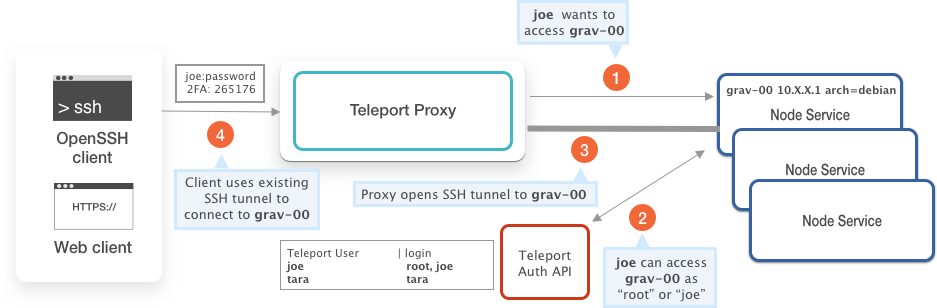 joe wants to
access grav-00
1
joe:password
2FA: 265176
> ssh
OpenSSH
client
HTTPS://
Web client
Teleport Proxy
4
Client uses existing
SSH tunnel to
connect to grav-00
3
Proxy opens SSH tunnel to grav-00
grav-00 10.X.X.1 arch=debian
Node Service
Node Service
Node Service
2
joe can access
grav-00 as
“root” or “joe”
Teleport User | login
joe root, joe
tara tara
Teleport
Auth API